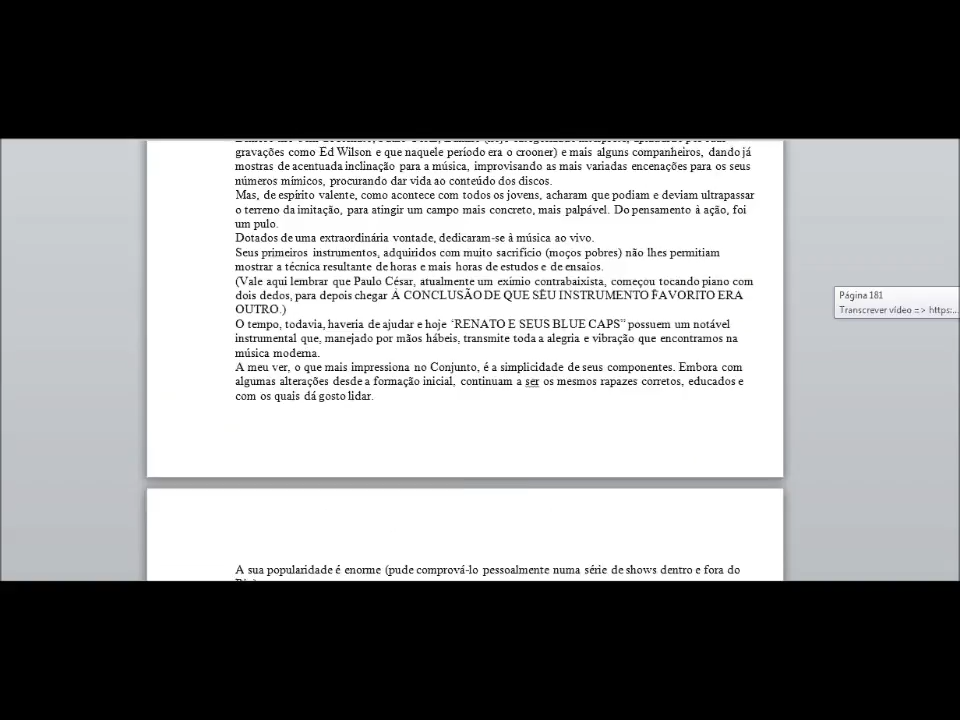 gravações como Ed Wilson e que naquele período era o crooner) e mais alguns companheiros, dando já
mostras de acentuada inclinação para a música, improvisando as mais variadas encenações para os seus
números mímicos, procurando dar vida ao conteúdo dos discos.
Mas, de espírito valente, como acontece com todos os jovens, acharam que podiam e deviam ultrapassar
o terreno da imitação, para atingir um campo mais concreto, mais palpável. Do pensamento à ação, foi
um pulo.
Dotados de uma extraordinária vontade, dedicaram-se à música ao vivo.
Seus primeiros instrumentos, adquiridos com muito sacrifício (moços pobres) não lhes permitiam
mostrar a técnica resultante de horas e mais horas de estudos e de ensaios.
(Vale aqui lembrar que Paulo César, atualmente um exímio contrabaixista, começou tocando piano com
dois dedos, para depois chegar À CONCLUSÃO DE QUE SEU INSTRUMENTO FAVORITO ERA
OUTRO.)
O tempo, todavia, haveria de ajudar e hoje ‘RENATO E SEUS BLUE CAPS” possuem um notável
instrumental que, manejado por mãos hábeis, transmite toda a alegria e vibração que encontramos na
música moderna.
A meu ver, o que mais impressiona no Conjunto, é a simplicidade de seus componentes. Embora com
algumas alterações desde a formação inicial, continuam a ser os mesmos rapazes corretos, educados e
com os quais dá gosto lidar.
A sua popularidade é enorme (pude comprová-lo pessoalmente numa série de shows dentro e fora do
Página 181
Transcrever vídeo => https:...